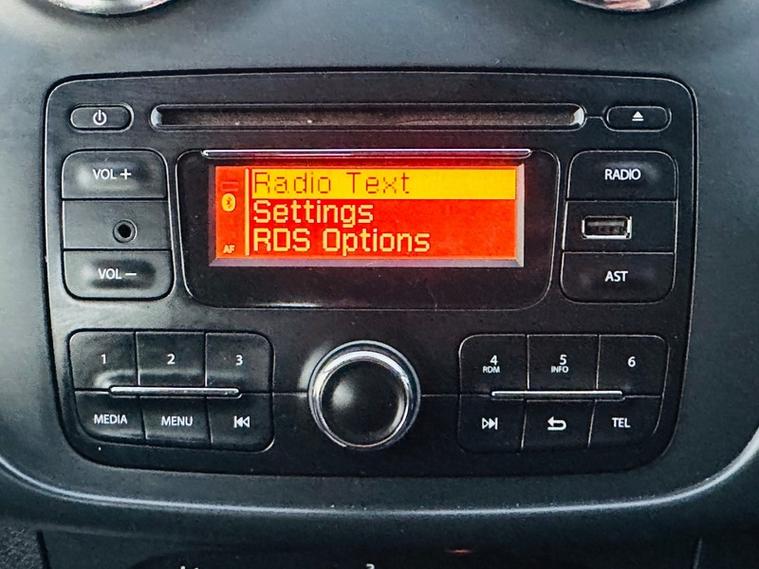 VOL +
RADIO
Radio Text
Settings
RDS Options
AF
VOL −
AST
1
2
3
4
RDM
5
INFO
6
MEDIA
MENU
TEL